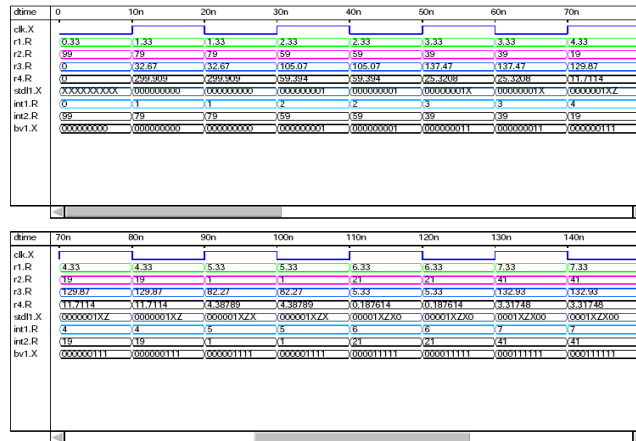 dtime 0 10n 20n 30n 40n 50n 60n 70n
clk.X
r1.R 0.33 1.33 1.33 2.33 2.33 3.33 3.33 4.33
r2.R 99 79 79 59 59 39 39 19
r3.R 0 32.67 32.67 105.07 105.07 137.47 137.47 129.87
r4.R 0 299.909 299.909 59.394 59.394 25.3208 25.3208 11.7114
stdl1.X XXXXXXXXX 000000000 000000000 000000001 000000001 00000001X 00000001X 0000001XZ
int1.R 0 1 1 2 2 3 3 4
int2.R 99 79 79 59 59 39 39 19
bv1.X 000000000 000000000 000000000 000000001 000000001 000000011 000000011 000000111
dtime 70n 80n 90n 100n 110n 120n 130n 140n
clk.X
r1.R 4.33 4.33 5.33 5.33 6.33 6.33 7.33 7.33
r2.R 19 19 1 1 21 21 41 41
r3.R 129.87 129.87 82.27 82.27 5.33 5.33 132.93 132.93
r4.R 11.7114 11.7114 4.38789 4.38789 0.187614 0.187614 3.31748 3.31748
stdl1.X 0000001XZ 0000001XZ 000001XZX 000001XZX 00001XZX0 00001XZX0 0001XZX00 0001XZX00
int1.R 4 4 5 5 6 6 7 7
int2.R 19 19 1 1 21 21 41 41
bv1.X 000000111 000000111 000001111 000001111 000011111 000011111 000111111 000111111